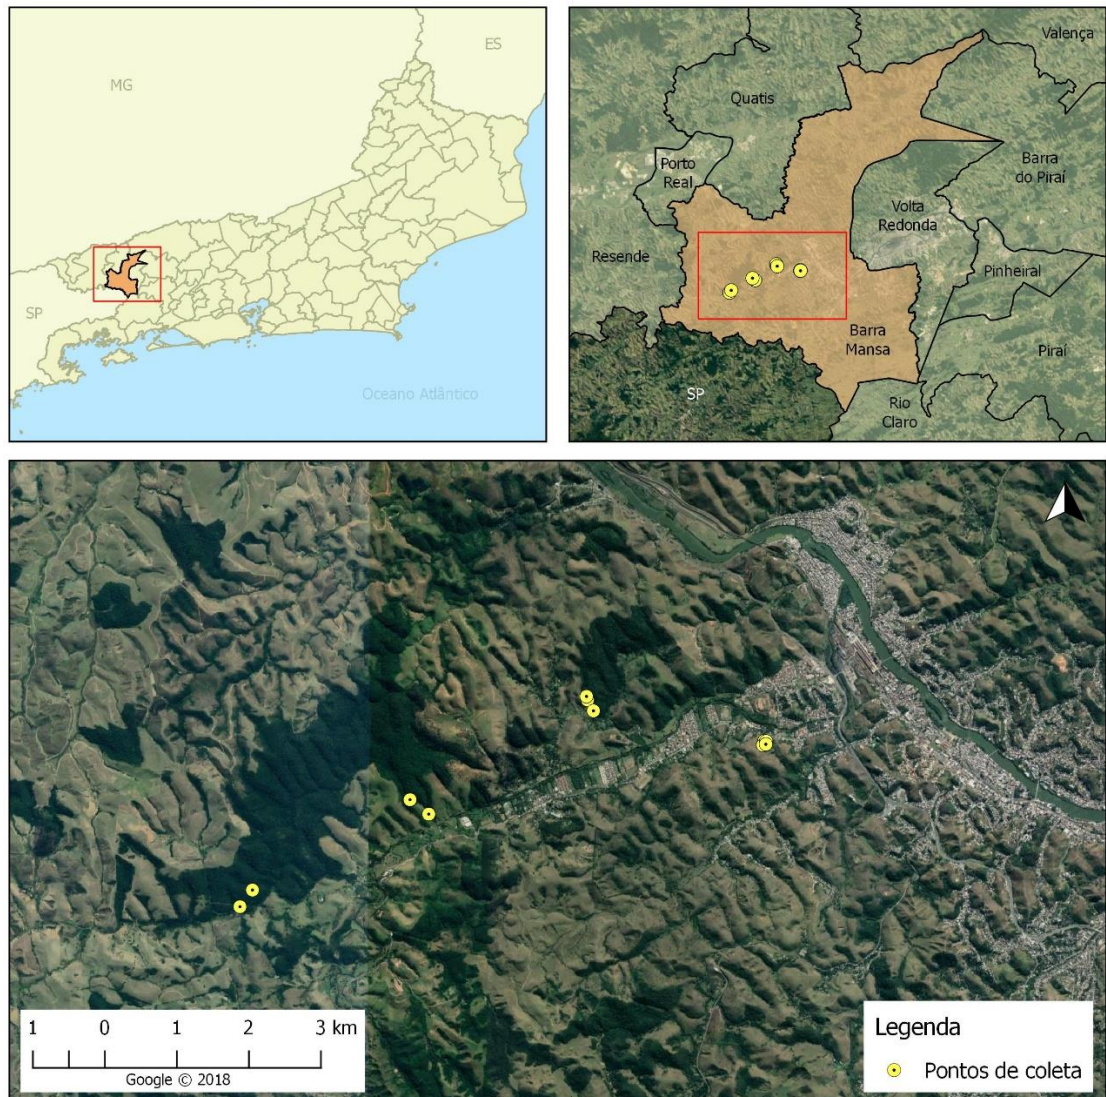 MG
ES
SP
Oceano Atlântico
Valença
Quatis
Porto
Real
Barra
do Piraí
Volta
Redonda
Resende
Pinheiral
Barra
Mansa
Piraí
SP
Rio
Claro
1 0 1 2 3 km
Google © 2018
Legenda
Pontos de coleta